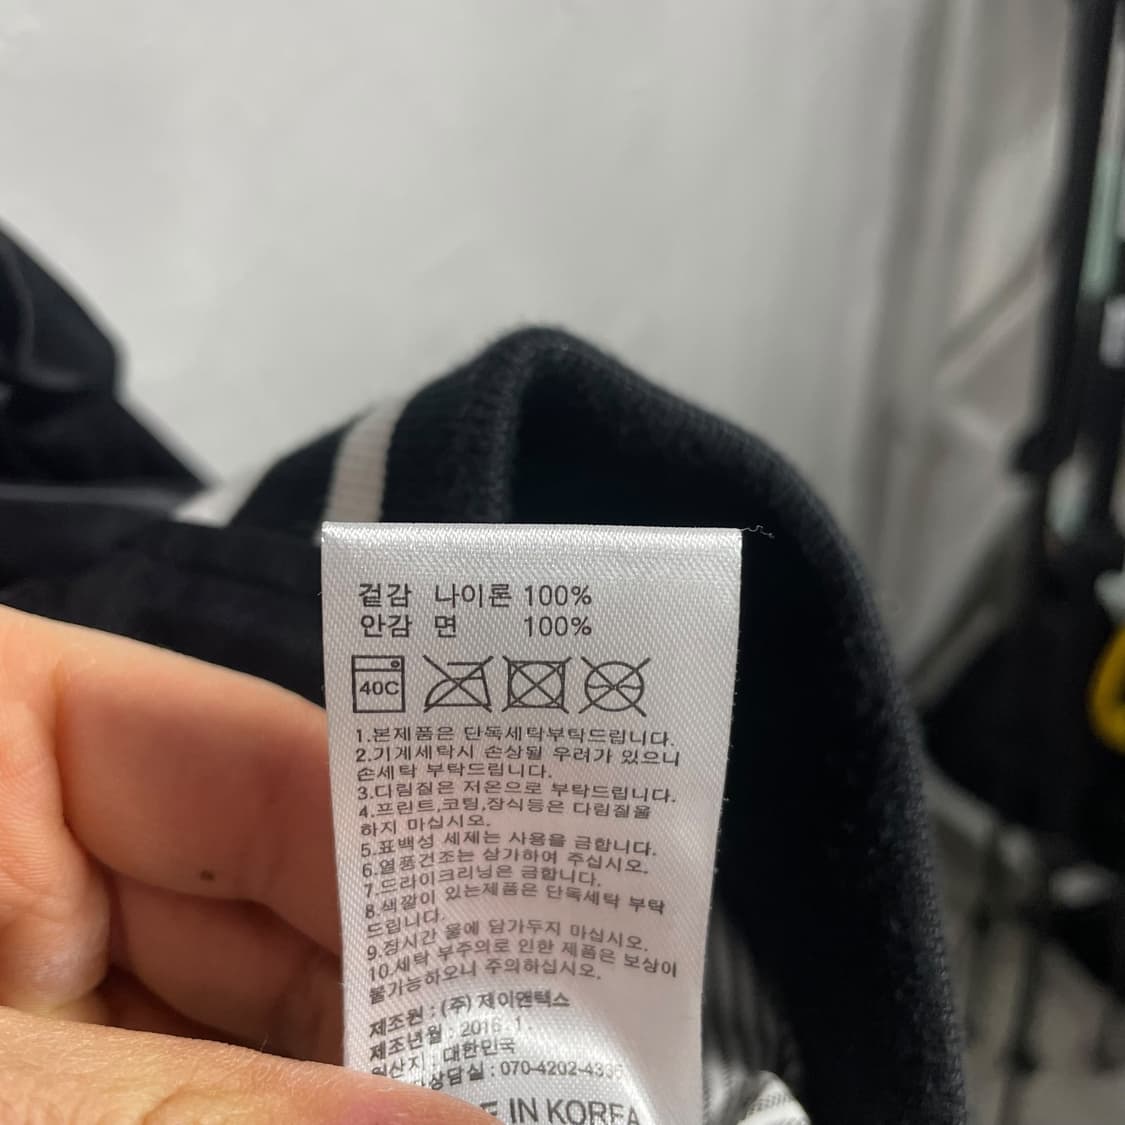 겉감 나이론 100%
안감 면 100%
40C
1.본제품은 단독세탁부탁드립니다.
2.기계세탁시 손상될 우려가 있으니
손세탁 부탁드립니다.
3.다림질은 저온으로 부탁드립니다.
4.프린트,코팅,장식등은 다림질을
하지 마십시오.
5.표백성 세제는 사용을 금합니다.
6.열풍건조는 삼가하여 주십시오.
7.드라이크리닝은 금합니다.
8.색깔이 있는제품은 단독세탁 부탁
드립니다.
9.장시간 물에 담가두지 마십시오.
10.세탁 부주의로 인한 제품은 보상이
불가능하오니 주의하십시오.
제조원 : (주) 제이앤텍스
제조년월 : 2016. 1.
원산지 : 대한민국
상담실 : 070-4202-433
IN KOREA